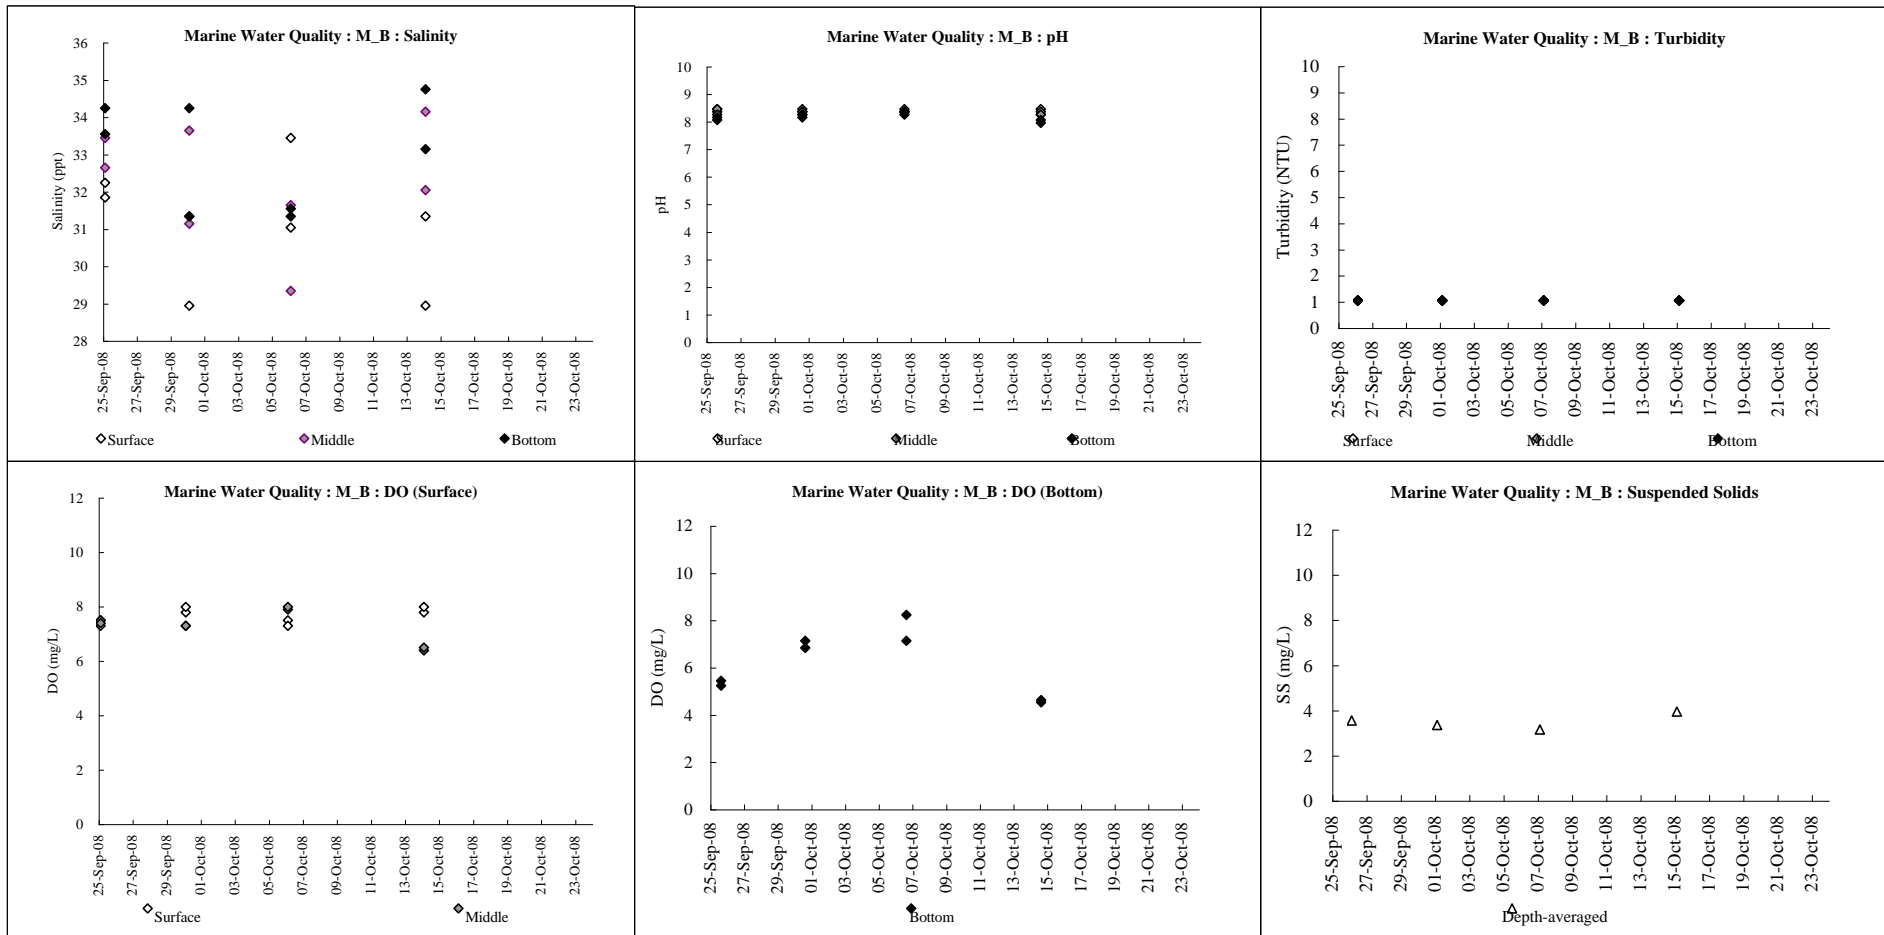 Marine Water Quality : M_B : Salinity
36
35
34
33
32
31
30
29
28
Salinity (ppt)
25-Sep-08
27-Sep-08
29-Sep-08
01-Oct-08
03-Oct-08
05-Oct-08
07-Oct-08
09-Oct-08
11-Oct-08
13-Oct-08
15-Oct-08
17-Oct-08
19-Oct-08
21-Oct-08
23-Oct-08
Surface Middle Bottom
Marine Water Quality : M_B : pH
10
9
8
7
6
5
4
3
2
1
0
pH
25-Sep-08
27-Sep-08
29-Sep-08
01-Oct-08
03-Oct-08
05-Oct-08
07-Oct-08
09-Oct-08
11-Oct-08
13-Oct-08
15-Oct-08
17-Oct-08
19-Oct-08
21-Oct-08
23-Oct-08
Surface Middle Bottom
Marine Water Quality : M_B : Turbidity
10
9
8
7
6
5
4
3
2
1
0
Turbidity (NTU)
25-Sep-08
27-Sep-08
29-Sep-08
01-Oct-08
03-Oct-08
05-Oct-08
07-Oct-08
09-Oct-08
11-Oct-08
13-Oct-08
15-Oct-08
17-Oct-08
19-Oct-08
21-Oct-08
23-Oct-08
Surface Middle Bottom
Marine Water Quality : M_B : DO (Surface)
12
10
8
6
4
2
0
DO (mg/L)
25-Sep-08
27-Sep-08
29-Sep-08
01-Oct-08
03-Oct-08
05-Oct-08
07-Oct-08
09-Oct-08
11-Oct-08
13-Oct-08
15-Oct-08
17-Oct-08
19-Oct-08
21-Oct-08
23-Oct-08
Surface Middle
Marine Water Quality : M_B : DO (Bottom)
12
10
8
6
4
2
0
DO (mg/L)
25-Sep-08
27-Sep-08
29-Sep-08
01-Oct-08
03-Oct-08
05-Oct-08
07-Oct-08
09-Oct-08
11-Oct-08
13-Oct-08
15-Oct-08
17-Oct-08
19-Oct-08
21-Oct-08
23-Oct-08
Bottom
Marine Water Quality : M_B : Suspended Solids
12
10
8
6
4
2
0
SS (mg/L)
25-Sep-08
27-Sep-08
29-Sep-08
01-Oct-08
03-Oct-08
05-Oct-08
07-Oct-08
09-Oct-08
11-Oct-08
13-Oct-08
15-Oct-08
17-Oct-08
19-Oct-08
21-Oct-08
23-Oct-08
Depth-averaged